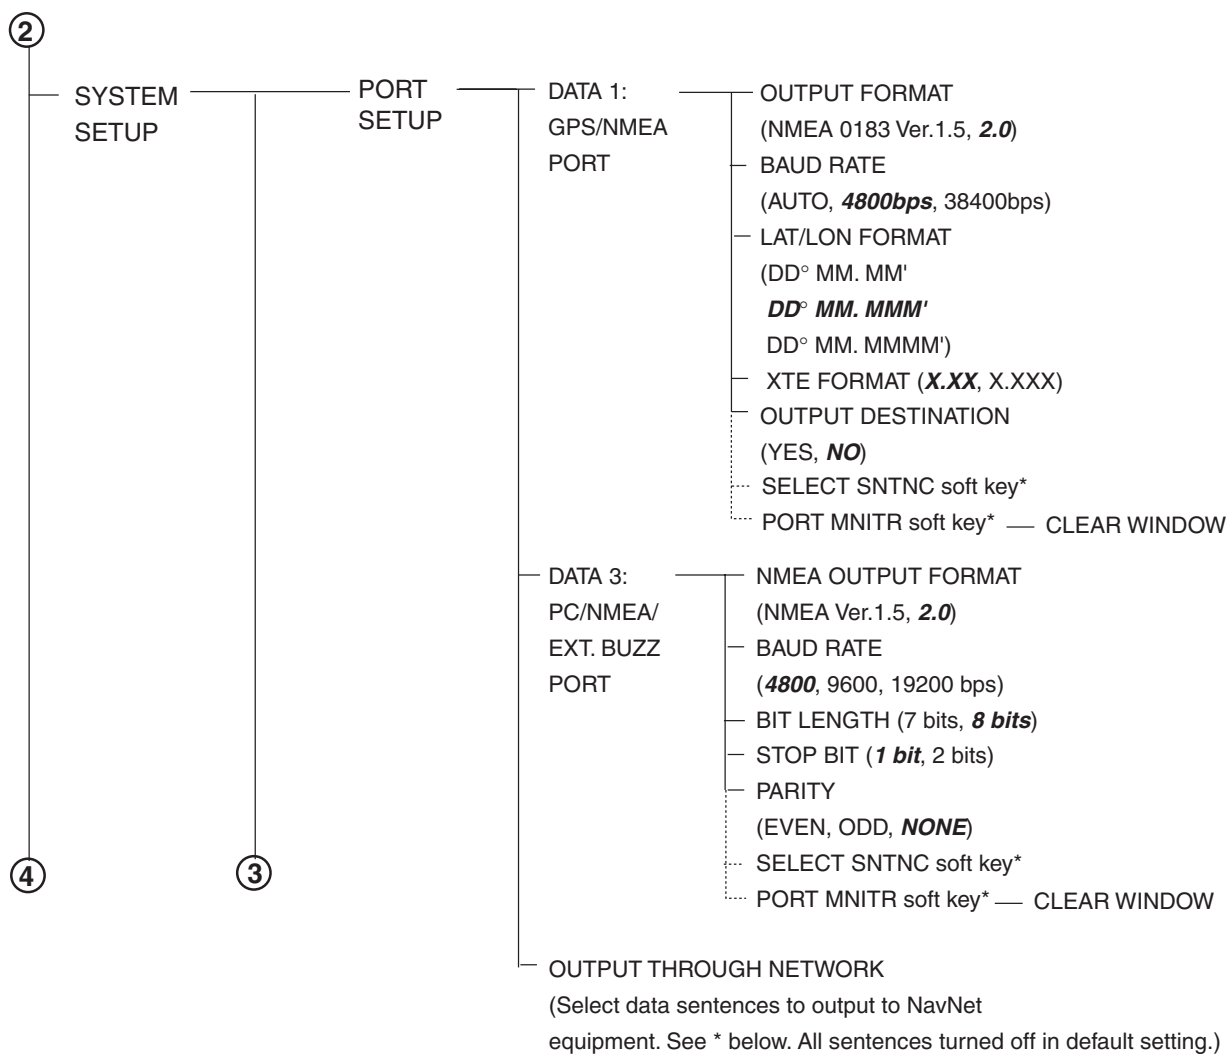 2
SYSTEM
SETUP
PORT
SETUP
DATA 1:
GPS/NMEA
PORT
OUTPUT FORMAT
(NMEA 0183 Ver.1.5, 2.0)
BAUD RATE
(AUTO, 4800bps, 38400bps)
LAT/LON FORMAT
(DD° MM. MM'
DD° MM. MMM'
DD° MM. MMMM')
XTE FORMAT (X.XX, X.XXX)
OUTPUT DESTINATION
(YES, NO)
SELECT SNTNC soft key*
PORT MNITR soft key* — CLEAR WINDOW
DATA 3:
PC/NMEA/
EXT. BUZZ
PORT
NMEA OUTPUT FORMAT
(NMEA Ver.1.5, 2.0)
BAUD RATE
(4800, 9600, 19200 bps)
BIT LENGTH (7 bits, 8 bits)
STOP BIT (1 bit, 2 bits)
PARITY
(EVEN, ODD, NONE)
SELECT SNTNC soft key*
PORT MNITR soft key* — CLEAR WINDOW
4
3
OUTPUT THROUGH NETWORK
(Select data sentences to output to NavNet
equipment. See * below. All sentences turned off in default setting.)